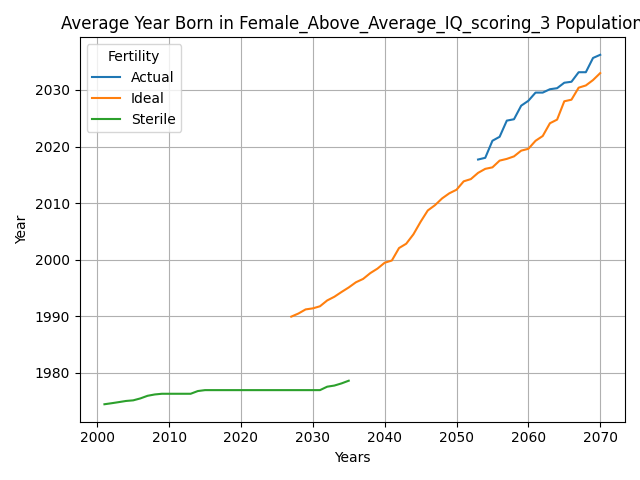 Average Year Born in Female_Above_Average_IQ_scoring_3 Population
Fertility
Actual
Ideal
Sterile
Year
2030
2020
2010
2000
1990
1980
2000 2010 2020 2030 2040 2050 2060 2070
Years